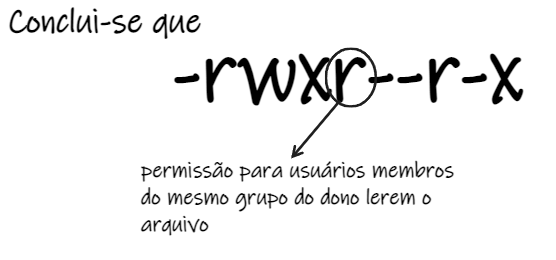 Conclui-se que
-rwxr--r-x
permissão para usuários membros
do mesmo grupo do dono lerem o
arquivo